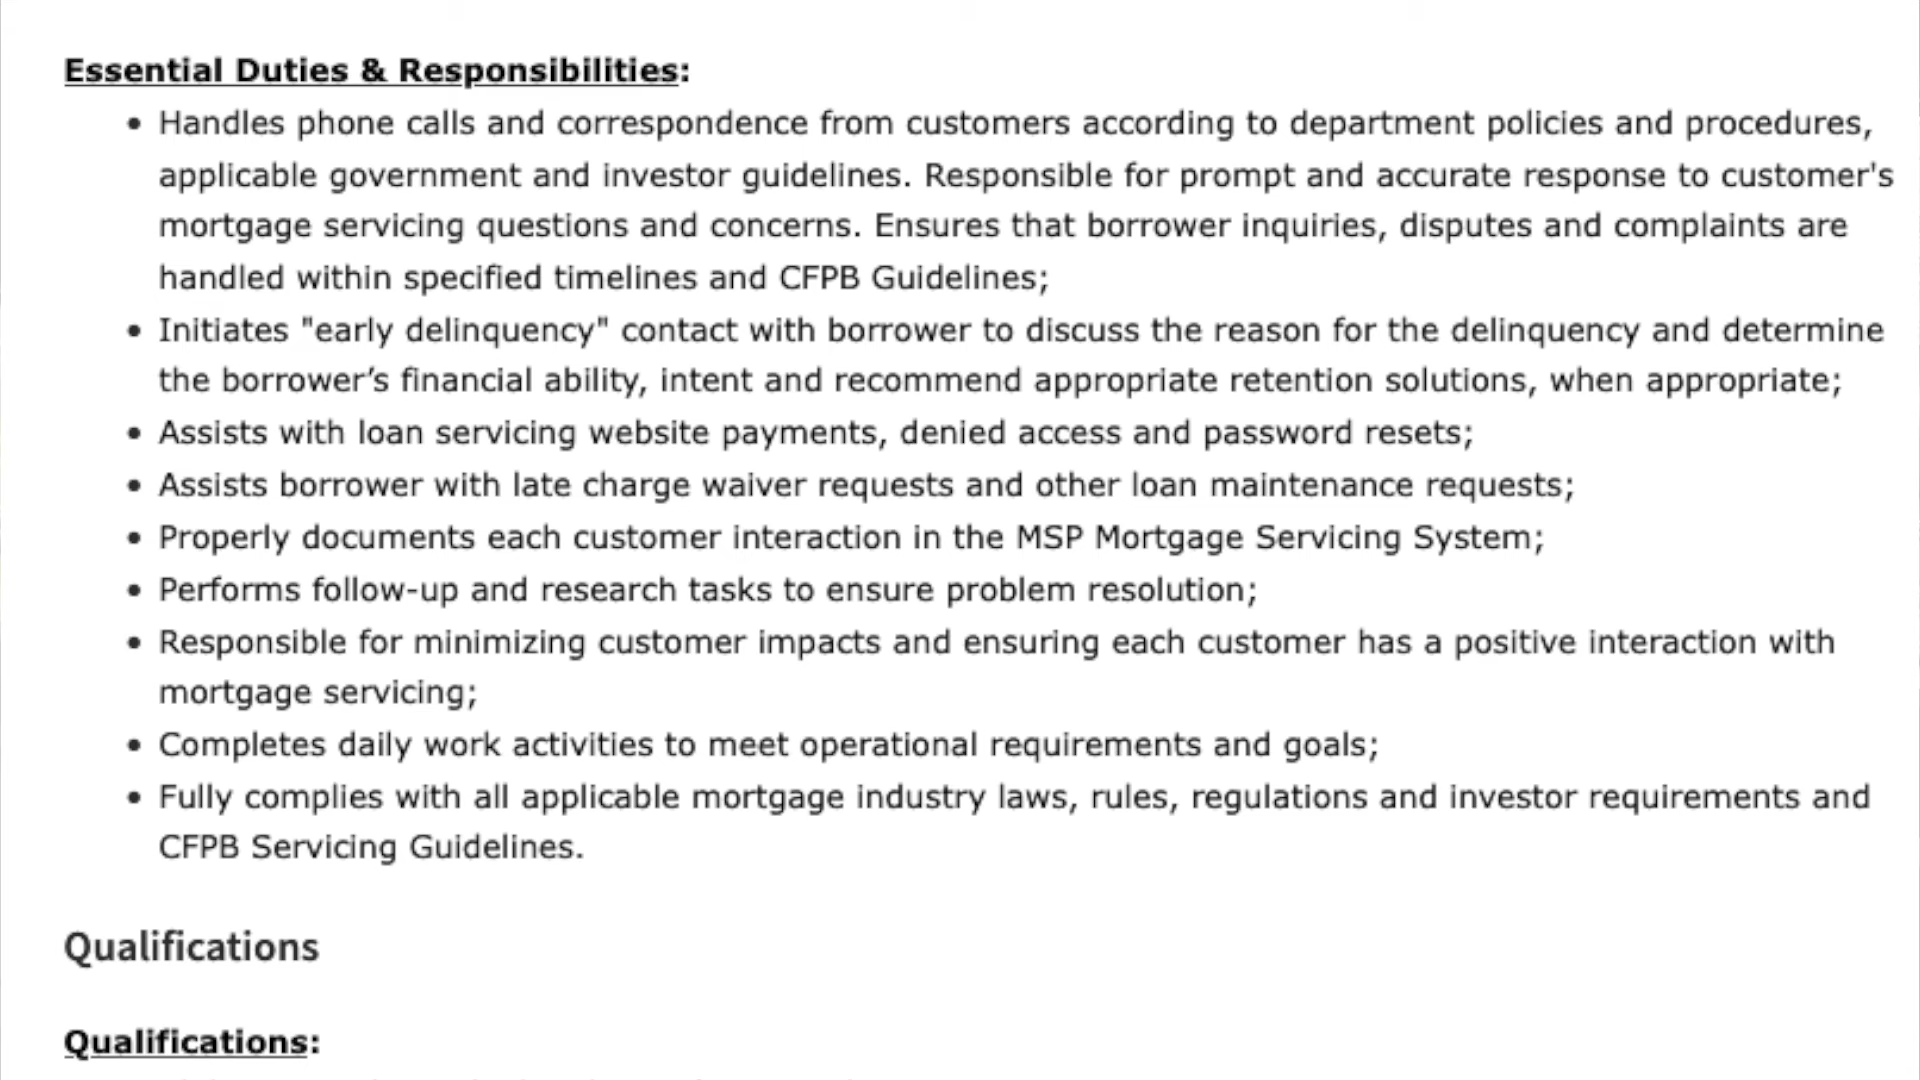 Essential Duties & Responsibilities:
• Handles phone calls and correspondence from customers according to department policies and procedures,
applicable government and investor guidelines. Responsible for prompt and accurate response to customer's
mortgage servicing questions and concerns. Ensures that borrower inquiries, disputes and complaints are
handled within specified timelines and CFPB Guidelines;
• Initiates "early delinquency" contact with borrower to discuss the reason for the delinquency and determine
the borrower’s financial ability, intent and recommend appropriate retention solutions, when appropriate;
• Assists with loan servicing website payments, denied access and password resets;
• Assists borrower with late charge waiver requests and other loan maintenance requests;
• Properly documents each customer interaction in the MSP Mortgage Servicing System;
• Performs follow-up and research tasks to ensure problem resolution;
• Responsible for minimizing customer impacts and ensuring each customer has a positive interaction with
mortgage servicing;
• Completes daily work activities to meet operational requirements and goals;
• Fully complies with all applicable mortgage industry laws, rules, regulations and investor requirements and
CFPB Servicing Guidelines.
Qualifications
Qualifications: